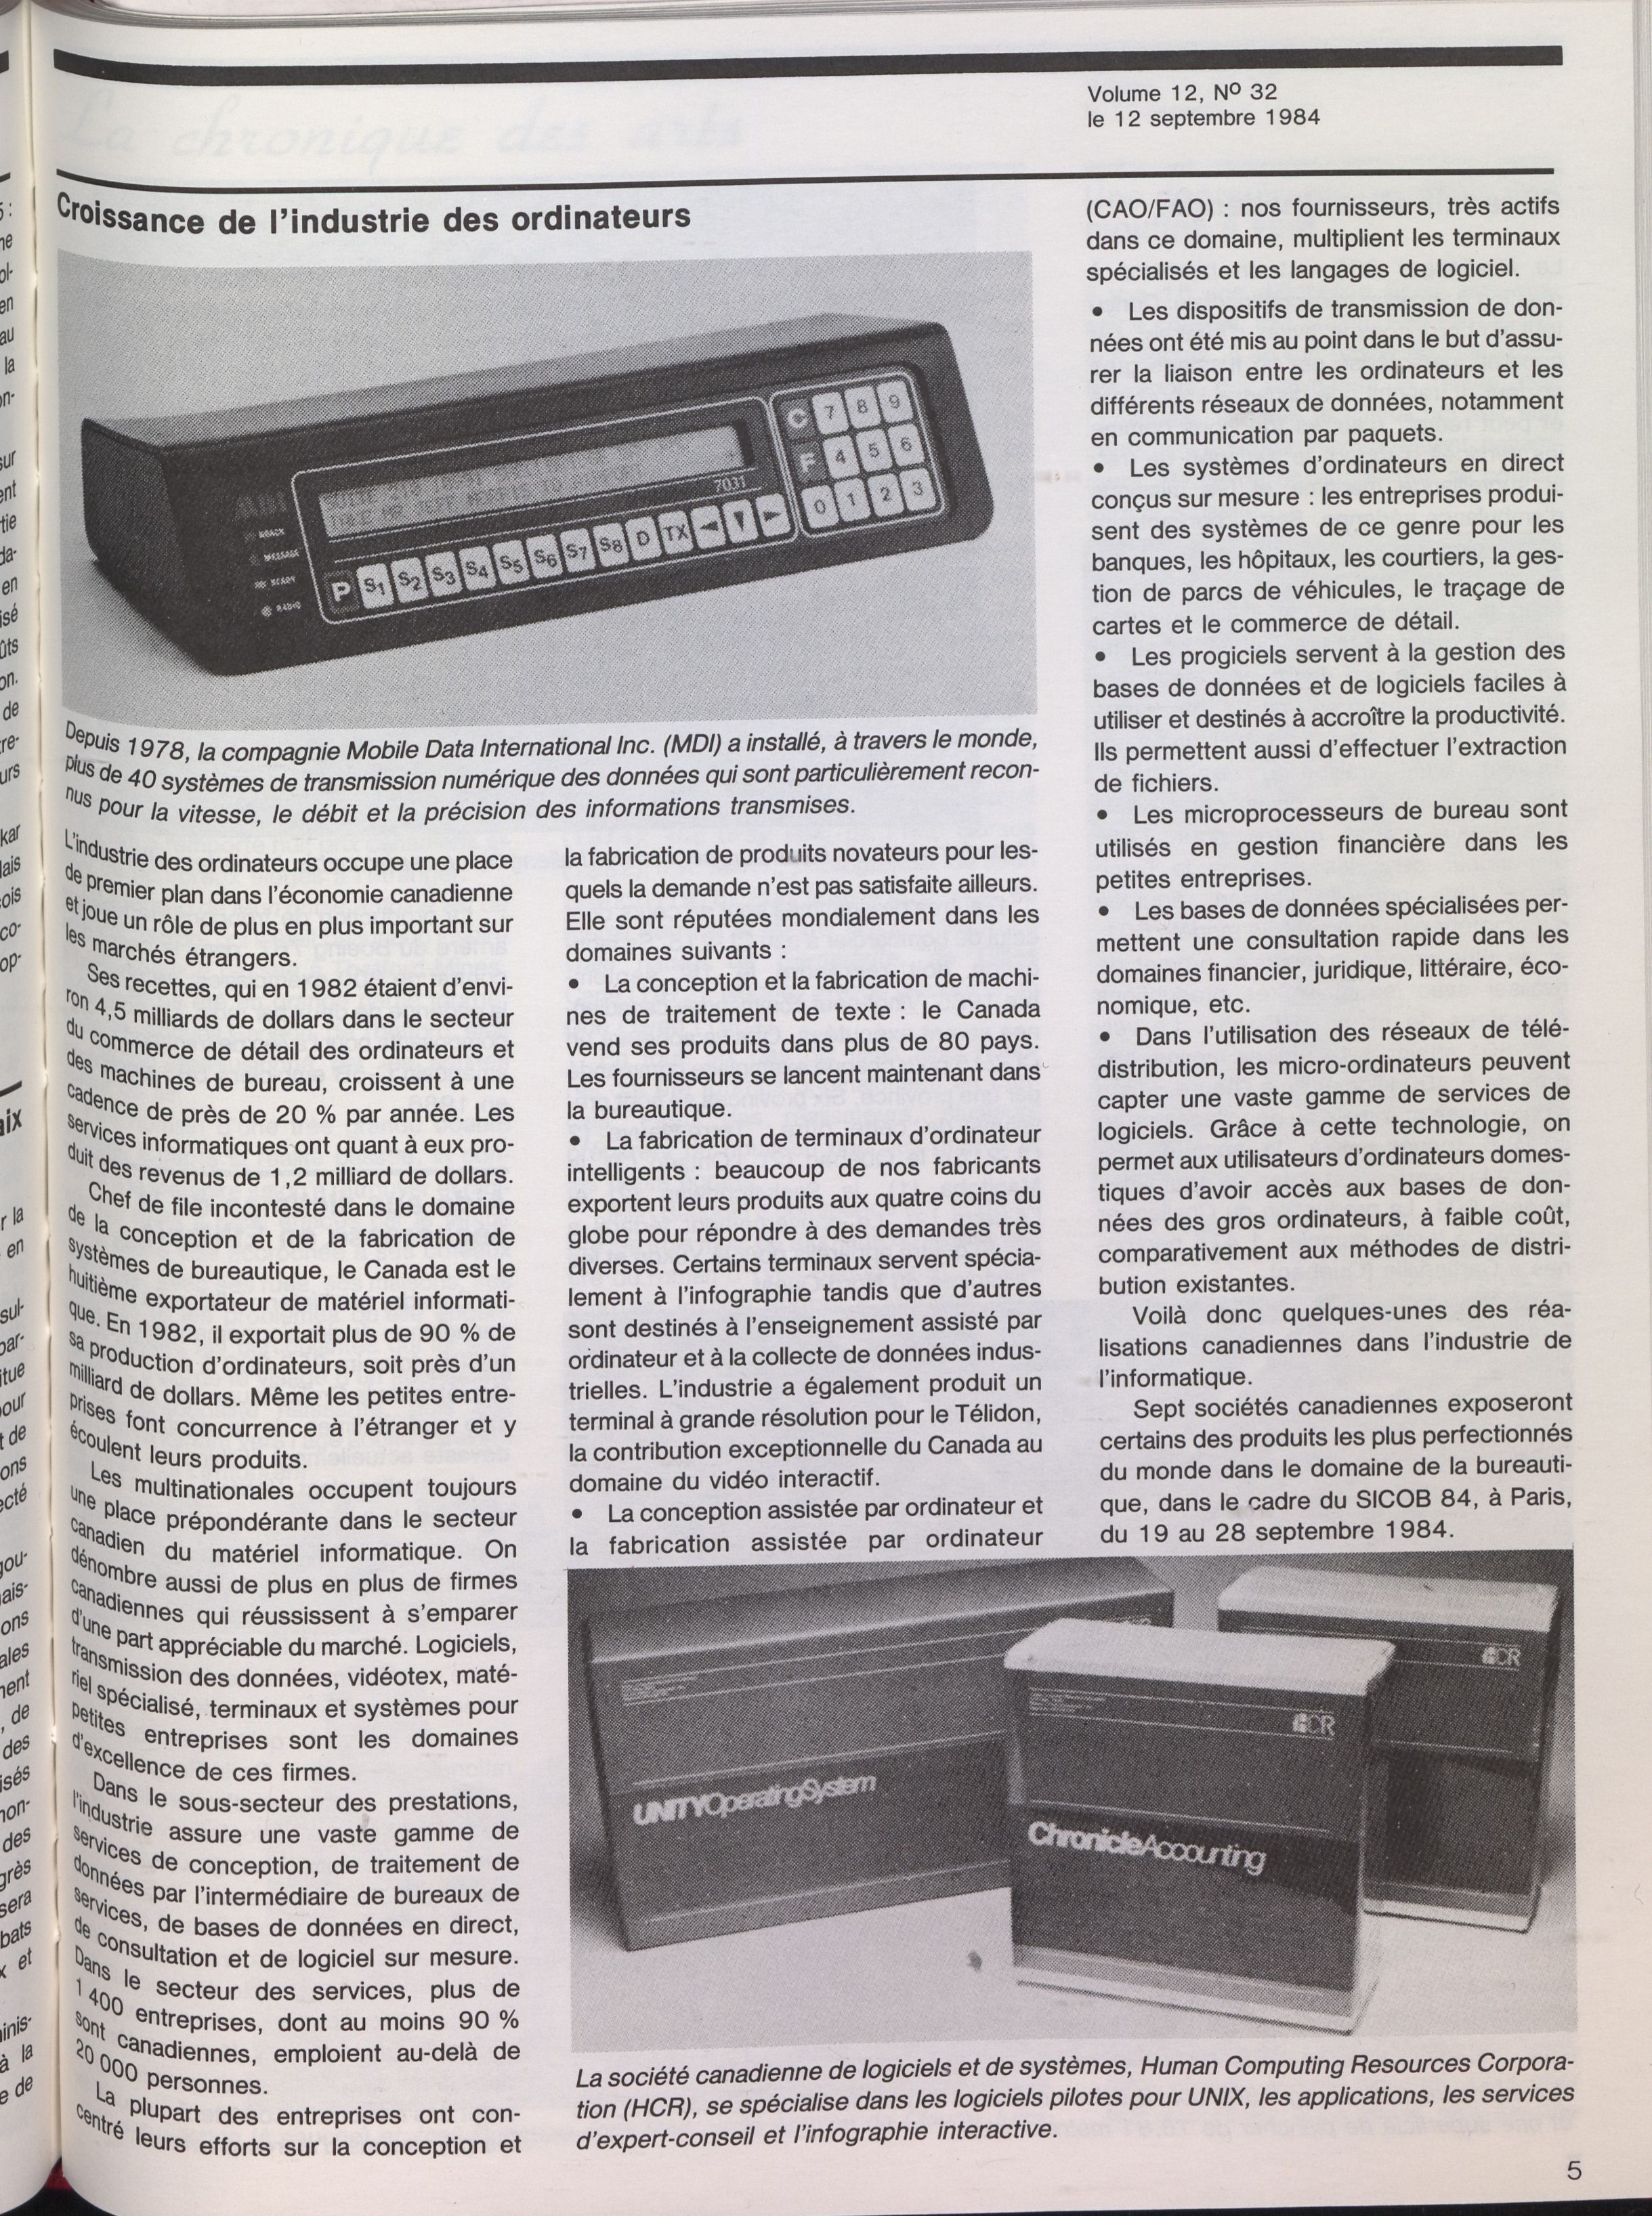 Volume 12, Nº 32
le 12 septembre 1984
Croissance de l'industrie des ordinateurs
7031
C 7 8 9
F 4 5 6
0 1 2 3
MESSAGE
READY
RADIO
P S1 S2 S3 S4 S5 S6 S7 S8 D TX
Depuis 1978, la compagnie Mobile Data International Inc. (MDI) a installé, à travers le monde,
plus de 40 systèmes de transmission numérique des données qui sont particulièrement recon-
nus pour la vitesse, le débit et la précision des informations transmises.
L'industrie des ordinateurs occupe une place
de premier plan dans l'économie canadienne
et joue un rôle de plus en plus important sur
les marchés étrangers.
Ses recettes, qui en 1982 étaient d'envi-
ron 4,5 milliards de dollars dans le secteur
du commerce de détail des ordinateurs et
des machines de bureau, croissent à une
cadence de près de 20 % par année. Les
services informatiques ont quant à eux pro-
duit des revenus de 1,2 milliard de dollars.
Chef de file incontesté dans le domaine
de la conception et de la fabrication de
systèmes de bureautique, le Canada est le
huitième exportateur de matériel informati-
que. En 1982, il exportait plus de 90 % de
sa production d'ordinateurs, soit près d'un
milliard de dollars. Même les petites entre-
prises font concurrence à l'étranger et y
écoulent leurs produits.
Les multinationales occupent toujours
une place prépondérante dans le secteur
canadien du matériel informatique. On
dénombre aussi de plus en plus de firmes
canadiennes qui réussissent à s'emparer
d'une part appréciable du marché. Logiciels,
transmission des données, vidéotex, maté-
riel spécialisé, terminaux et systèmes pour
petites entreprises sont les domaines
d'excellence de ces firmes.
Dans le sous-secteur des prestations,
l'industrie assure une vaste gamme de
services de conception, de traitement de
données par l'intermédiaire de bureaux de
services, de bases de données en direct,
de consultation et de logiciel sur mesure.
Dans le secteur des services, plus de
1 400 entreprises, dont au moins 90 %
sont canadiennes, emploient au-delà de
20 000 personnes.
La plupart des entreprises ont con-
centré leurs efforts sur la conception et
la fabrication de produits novateurs pour les-
quels la demande n'est pas satisfaite ailleurs.
Elle sont réputées mondialement dans les
domaines suivants :
• La conception et la fabrication de machi-
nes de traitement de texte : le Canada
vend ses produits dans plus de 80 pays.
Les fournisseurs se lancent maintenant dans
la bureautique.
• La fabrication de terminaux d'ordinateur
intelligents : beaucoup de nos fabricants
exportent leurs produits aux quatre coins du
globe pour répondre à des demandes très
diverses. Certains terminaux servent spécia-
lement à l'infographie tandis que d'autres
sont destinés à l'enseignement assisté par
ordinateur et à la collecte de données indus-
trielles. L'industrie a également produit un
terminal à grande résolution pour le Télidon,
la contribution exceptionnelle du Canada au
domaine du vidéo interactif.
• La conception assistée par ordinateur et
la fabrication assistée par ordinateur
(CAO/FAO) : nos fournisseurs, très actifs
dans ce domaine, multiplient les terminaux
spécialisés et les langages de logiciel.
• Les dispositifs de transmission de don-
nées ont été mis au point dans le but d'assu-
rer la liaison entre les ordinateurs et les
différents réseaux de données, notamment
en communication par paquets.
• Les systèmes d'ordinateurs en direct
conçus sur mesure : les entreprises produi-
sent des systèmes de ce genre pour les
banques, les hôpitaux, les courtiers, la ges-
tion de parcs de véhicules, le traçage de
cartes et le commerce de détail.
• Les progiciels servent à la gestion des
bases de données et de logiciels faciles à
utiliser et destinés à accroître la productivité.
Ils permettent aussi d'effectuer l'extraction
de fichiers.
• Les microprocesseurs de bureau sont
utilisés en gestion financière dans les
petites entreprises.
• Les bases de données spécialisées per-
mettent une consultation rapide dans les
domaines financier, juridique, littéraire, éco-
nomique, etc.
• Dans l'utilisation des réseaux de télé-
distribution, les micro-ordinateurs peuvent
capter une vaste gamme de services de
logiciels. Grâce à cette technologie, on
permet aux utilisateurs d'ordinateurs domes-
tiques d'avoir accès aux bases de don-
nées des gros ordinateurs, à faible coût,
comparativement aux méthodes de distri-
bution existantes.
Voilà donc quelques-unes des réa-
lisations canadiennes dans l'industrie de
l'informatique.
Sept sociétés canadiennes exposeront
certains des produits les plus perfectionnés
du monde dans le domaine de la bureauti-
que, dans le cadre du SICOB 84, à Paris,
du 19 au 28 septembre 1984.
HCR
HCR
UNITYOperatingSystem
ChronicleAccounting
La société canadienne de logiciels et de systèmes, Human Computing Resources Corpora-
tion (HCR), se spécialise dans les logiciels pilotes pour UNIX, les applications, les services
d'expert-conseil et l'infographie interactive.
5